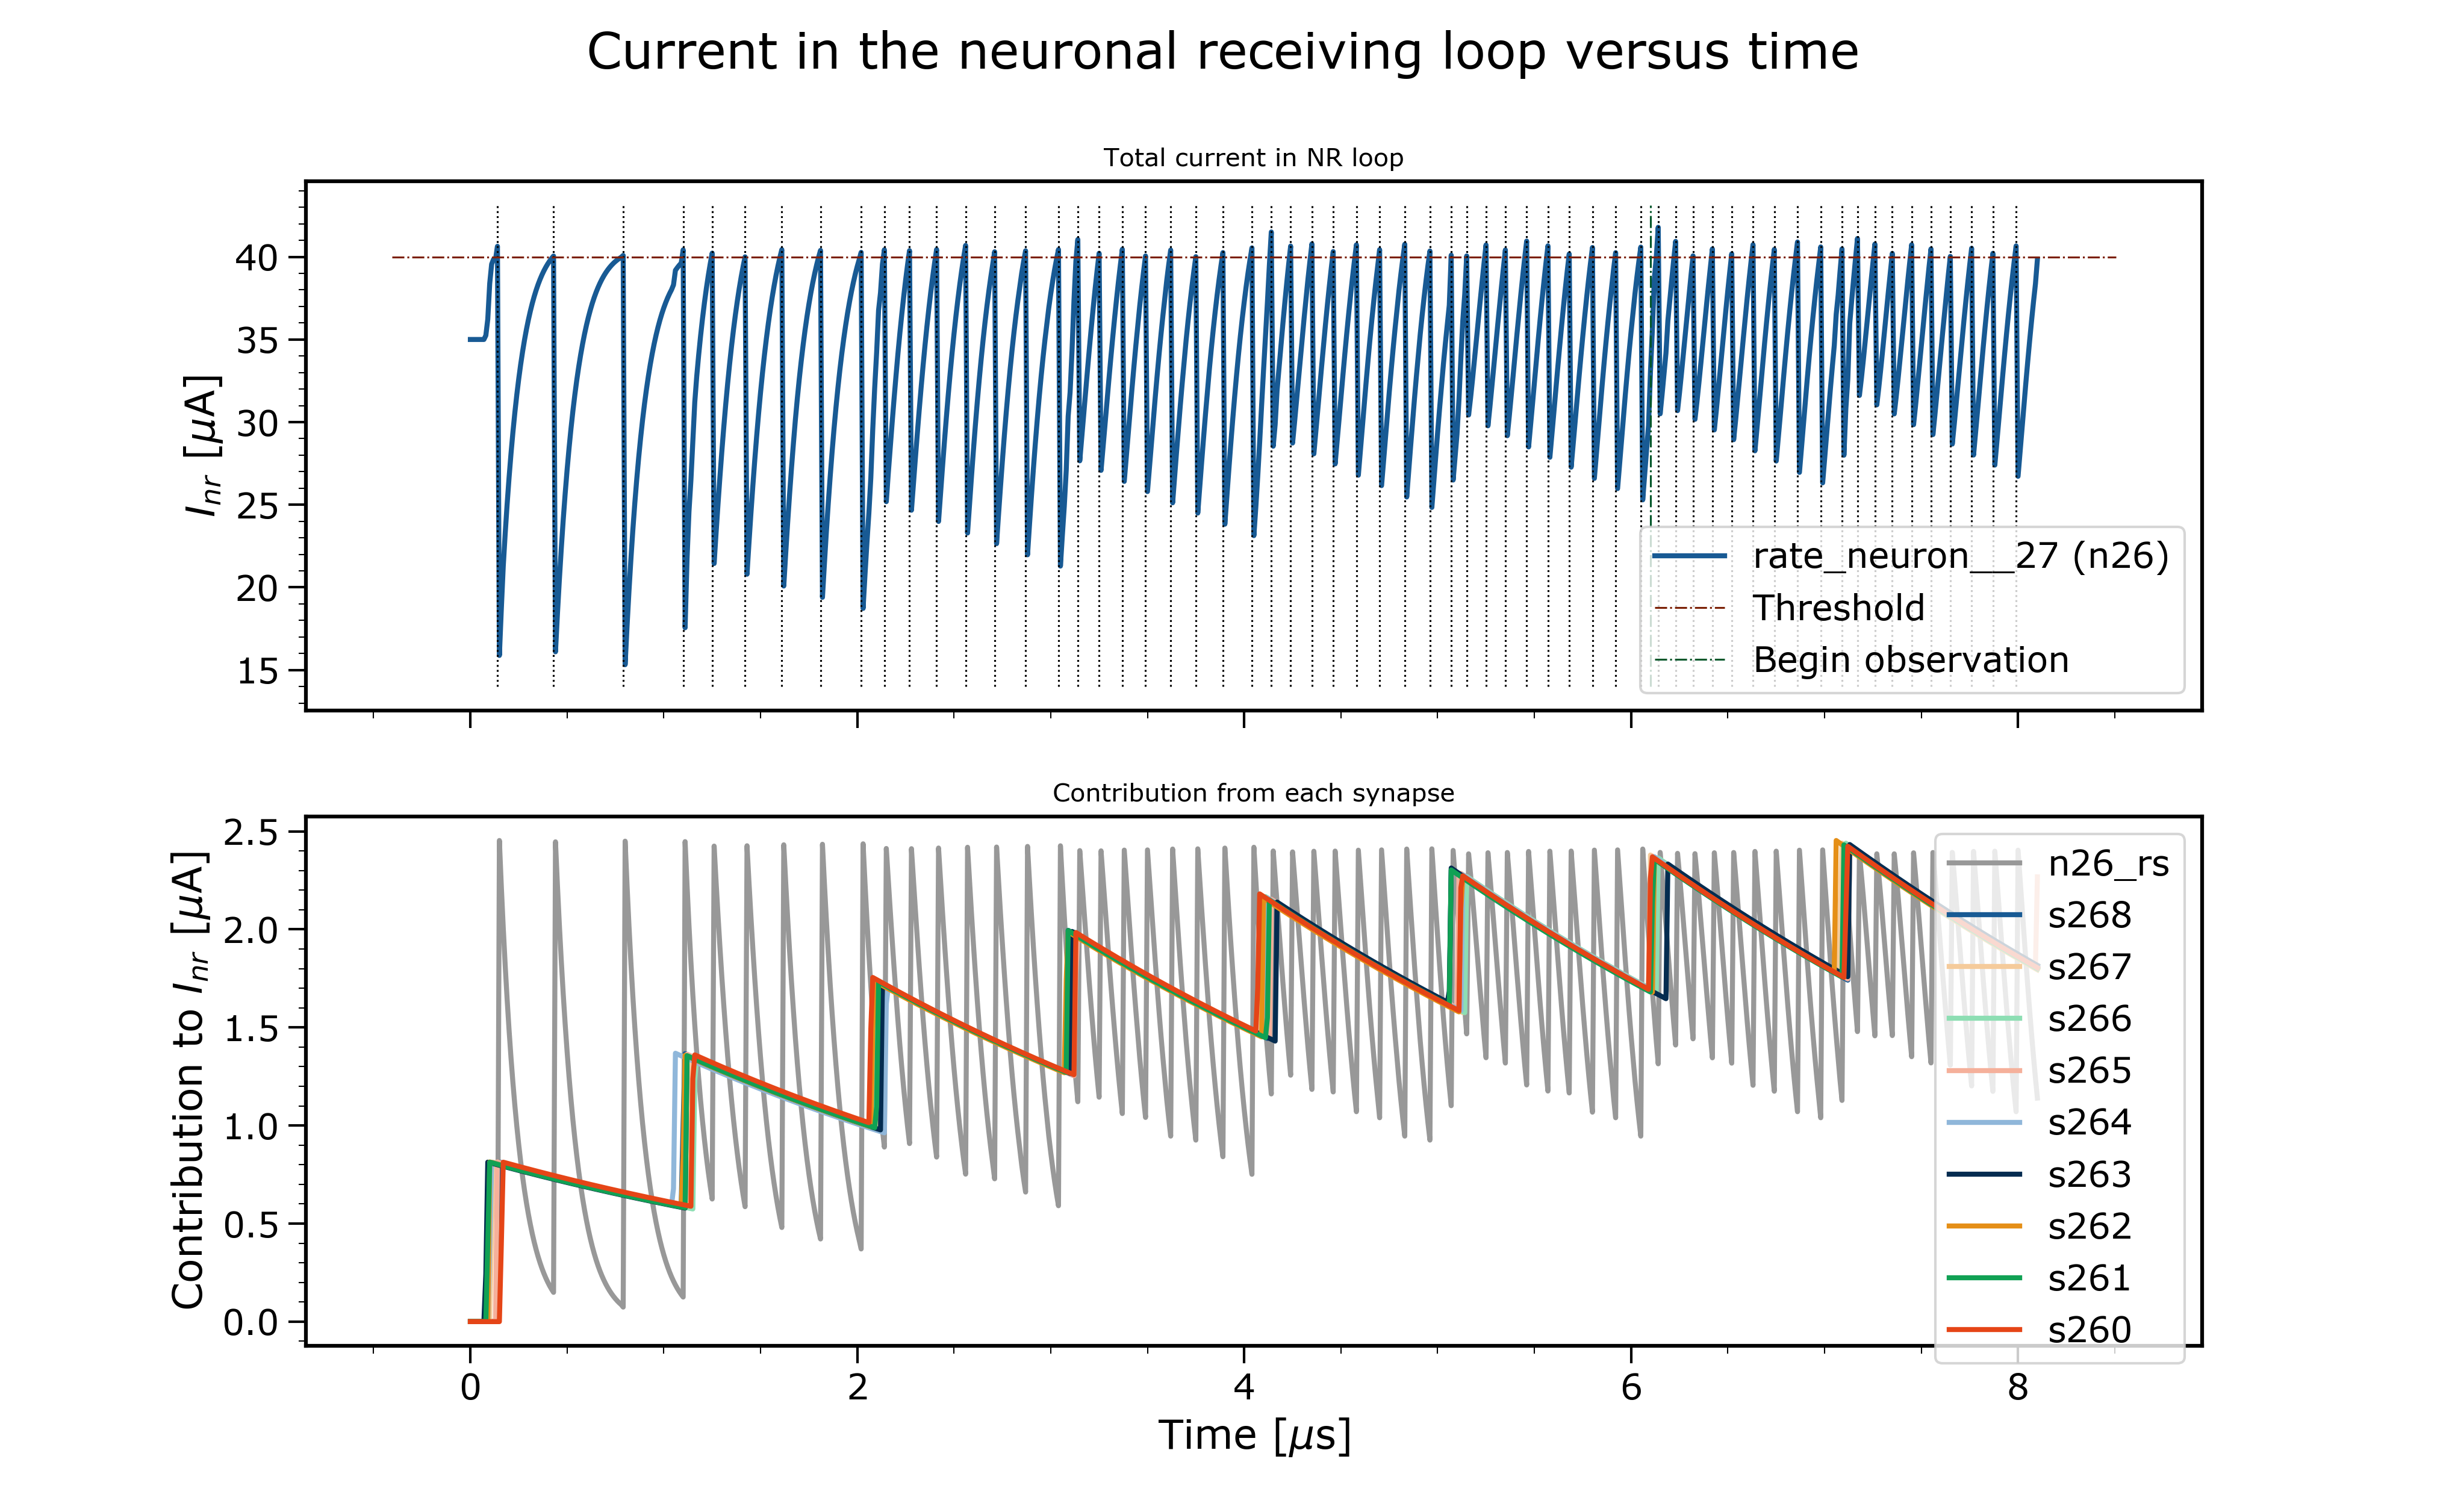 Current in the neuronal receiving loop versus time
Total current in NR loop
40
35
30
25
20
15
I_nr [μA]
rate_neuron__27 (n26)
Threshold
Begin observation
Contribution from each synapse
2.5
2.0
1.5
1.0
0.5
0.0
Contribution to I_nr [μA]
n26_rs
s268
s267
s266
s265
s264
s263
s262
s261
s260
0 2 4 6 8
Time [μs]